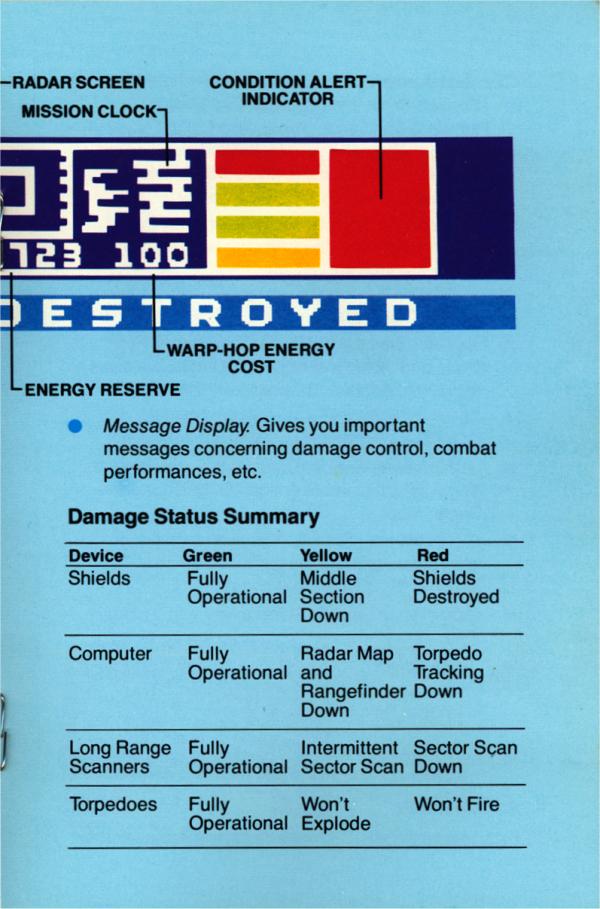 RADAR SCREEN
CONDITION ALERT
INDICATOR
MISSION CLOCK
723 100
DESTROYED
WARP-HOP ENERGY
COST
ENERGY RESERVE
● Message Display. Gives you important
messages concerning damage control, combat
performances, etc.
Damage Status Summary
Device Green Yellow Red
Shields Fully Middle Shields
Operational Section Destroyed
Down
Computer Fully Radar Map Torpedo
Operational and Tracking
Rangefinder Down
Down
Long Range Fully Intermittent Sector Scan
Scanners Operational Sector Scan Down
Torpedoes Fully Won't Won't Fire
Operational Explode